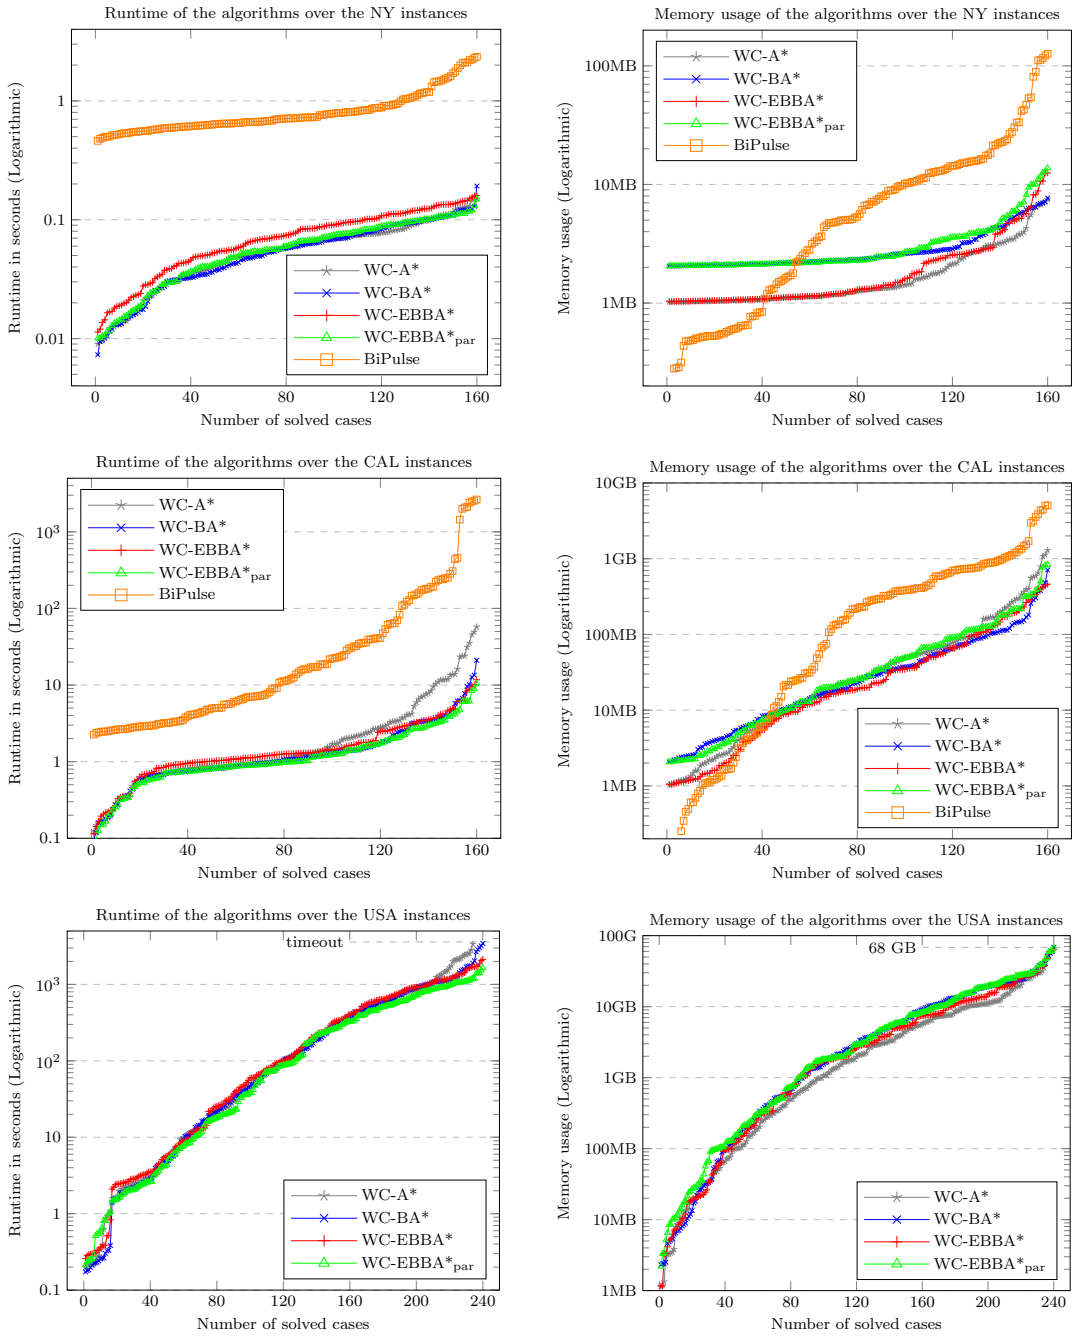 Runtime of the algorithms over the NY instances
Runtime in seconds (Logarithmic)
1
0.1
0.01
WC-A*
WC-BA*
WC-EBBA*
WC-EBBA*par
BiPulse
0 40 80 120 160
Number of solved cases
Memory usage of the algorithms over the NY instances
Memory usage (Logarithmic)
100MB
10MB
1MB
WC-A*
WC-BA*
WC-EBBA*
WC-EBBA*par
BiPulse
0 40 80 120 160
Number of solved cases
Runtime of the algorithms over the CAL instances
Runtime in seconds (Logarithmic)
10³
10²
10
1
0.1
WC-A*
WC-BA*
WC-EBBA*
WC-EBBA*par
BiPulse
0 40 80 120 160
Number of solved cases
Memory usage of the algorithms over the CAL instances
Memory usage (Logarithmic)
10GB
1GB
100MB
10MB
1MB
WC-A*
WC-BA*
WC-EBBA*
WC-EBBA*par
BiPulse
0 40 80 120 160
Number of solved cases
Runtime of the algorithms over the USA instances
Runtime in seconds (Logarithmic)
timeout
10³
10²
10
1
0.1
WC-A*
WC-BA*
WC-EBBA*
WC-EBBA*par
0 40 80 120 160 200 240
Number of solved cases
Memory usage of the algorithms over the USA instances
Memory usage (Logarithmic)
100G
68 GB
10GB
1GB
100MB
10MB
1MB
WC-A*
WC-BA*
WC-EBBA*
WC-EBBA*par
0 40 80 120 160 200 240
Number of solved cases